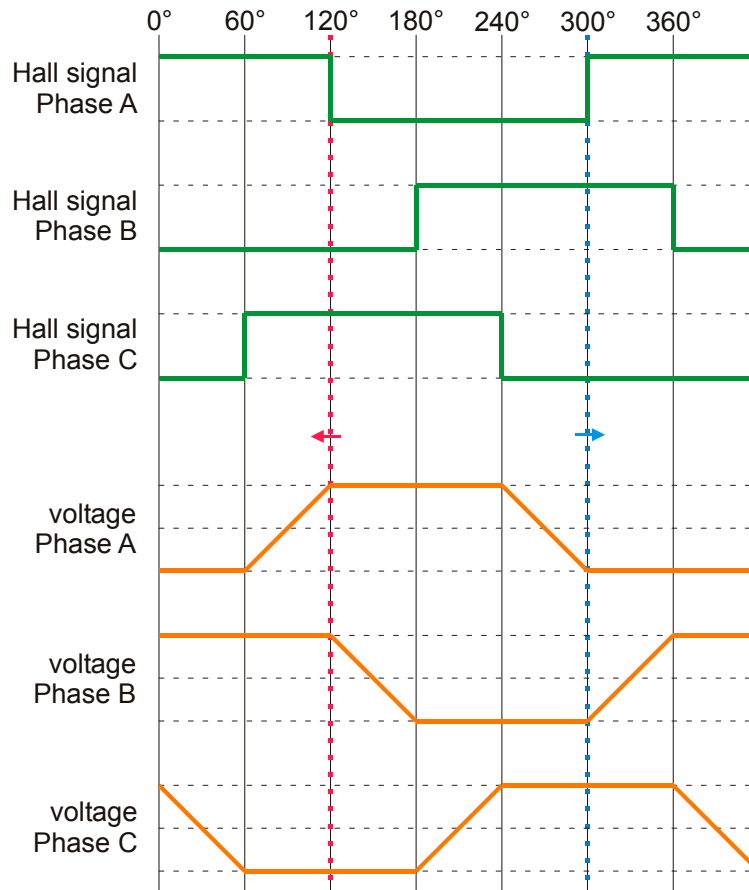 0° 60° 120° 180° 240° 300° 360°
Hall signal
Phase A
Hall signal
Phase B
Hall signal
Phase C
voltage
Phase A
voltage
Phase B
voltage
Phase C